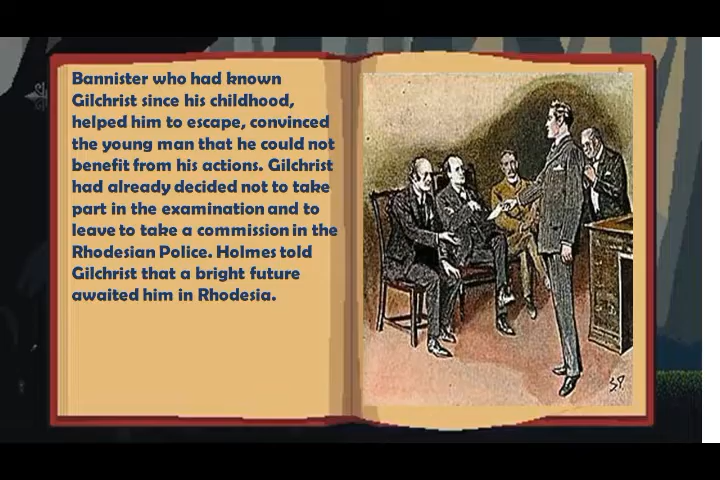 Bannister who had known
Gilchrist since his childhood,
helped him to escape, convinced
the young man that he could not
benefit from his actions. Gilchrist
had already decided not to take
part in the examination and to
leave to take a commission in the
Rhodesian Police. Holmes told
Gilchrist that a bright future
awaited him in Rhodesia.
SP